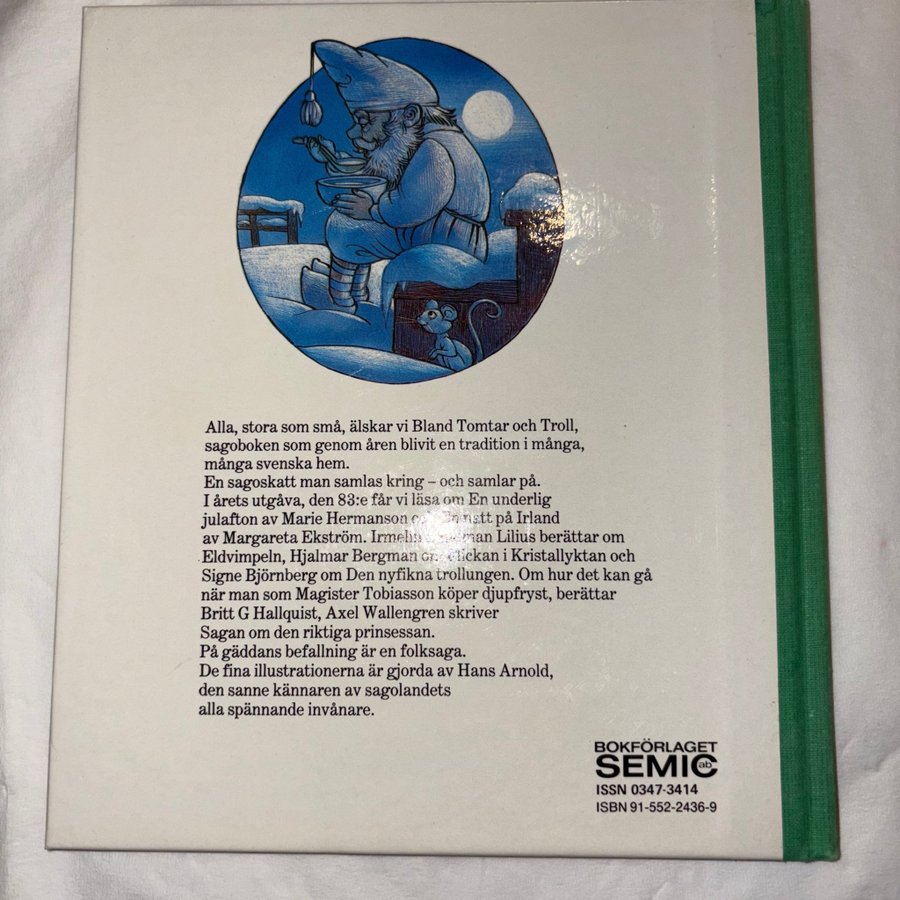 Alla, stora som små, älskar vi Bland Tomtar och Troll,
sagoboken som genom åren blivit en tradition i många,
många svenska hem.
En sagoskatt man samlas kring – och samlar på.
I årets utgåva, den 83:e får vi läsa om En underlig
julafton av Marie Hermanson natt på Irland
av Margareta Ekström. Irmelin man Lilius berättar om
Eldvimpeln, Hjalmar Bergman om flickan i Kristallyktan och
Signe Björnberg om Den nyfikna trollungen. Om hur det kan gå
när man som Magister Tobiasson köper djupfryst, berättar
Britt G Hallquist, Axel Wallengren skriver
Sagan om den riktiga prinsessan.
På gäddans befallning är en folksaga.
De fina illustrationerna är gjorda av Hans Arnold,
den sanne kännaren av sagolandets
alla spännande invånare.
BOKFÖRLAGET
SEMIC ab
ISSN 0347-3414
ISBN 91-552-2436-9